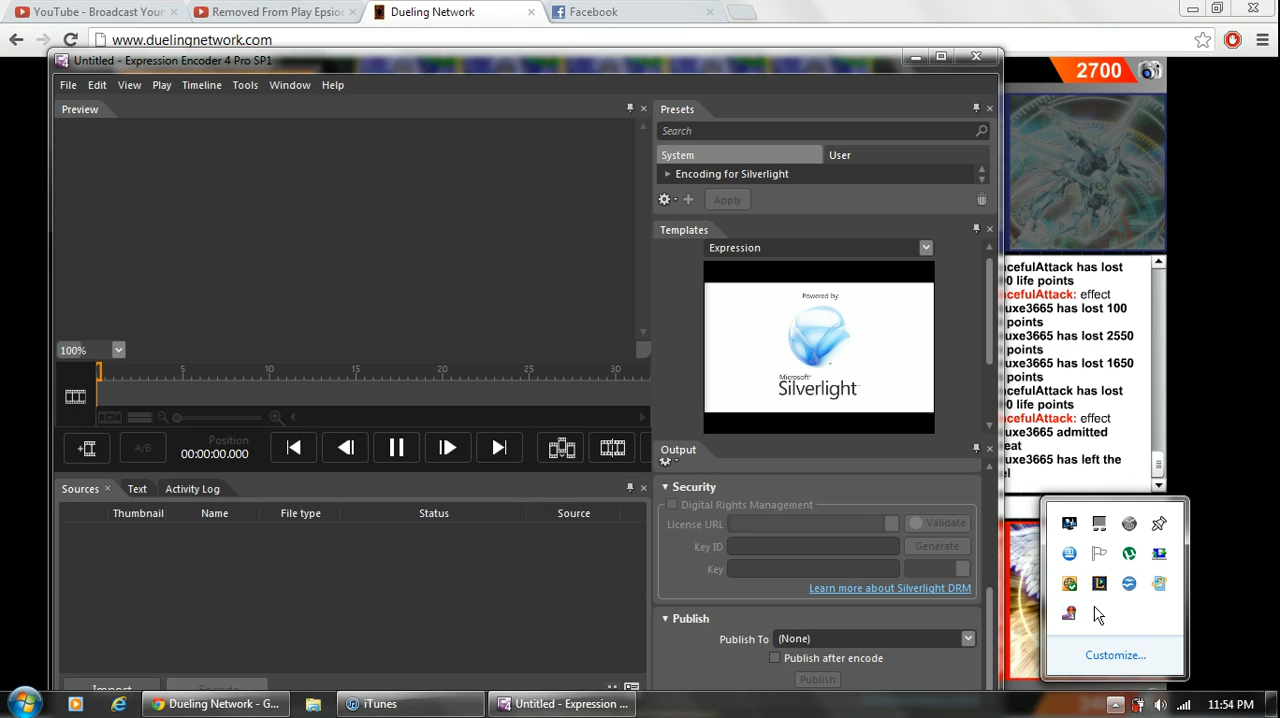 YouTube - Broadcast Your
Removed From Play Epsiod
Dueling Network
Facebook
www.duelingnetwork.com
Untitled - Expression Encoder 4 Pro SP1
File Edit View Play Timeline Tools Window Help
2700
Preview
Presets
Search
System User
Encoding for Silverlight
Apply
Templates
Expression
Powered by
Microsoft®
Silverlight
100%
5 10 15 20 25 30
A/B
Position
00:00:00.000
Output
Security
Digital Rights Management
License URL Validate
Key ID Generate
Key
Learn more about Silverlight DRM
Publish
Publish To (None)
Publish after encode
Publish
Sources Text Activity Log
Thumbnail Name File type Status Source
Import Encode
cefulAttack has lost
0 life points
cefulAttack: effect
uxe3665 has lost 100
points
uxe3665 has lost 2550
points
uxe3665 has lost 1650
points
cefulAttack has lost
0 life points
cefulAttack: effect
uxe3665 admitted
eat
uxe3665 has left the
el
Customize...
Dueling Network - G...
iTunes
Untitled - Expression ...
11:54 PM